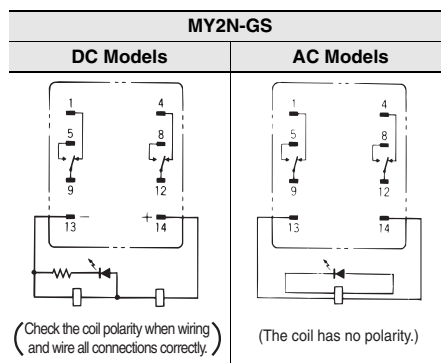 MY2N-GS
DC Models
AC Models
1 4
5 8
9 12
13 − + 14
(Check the coil polarity when wiring
and wire all connections correctly.)
1 4
5 8
9 12
13 14
(The coil has no polarity.)